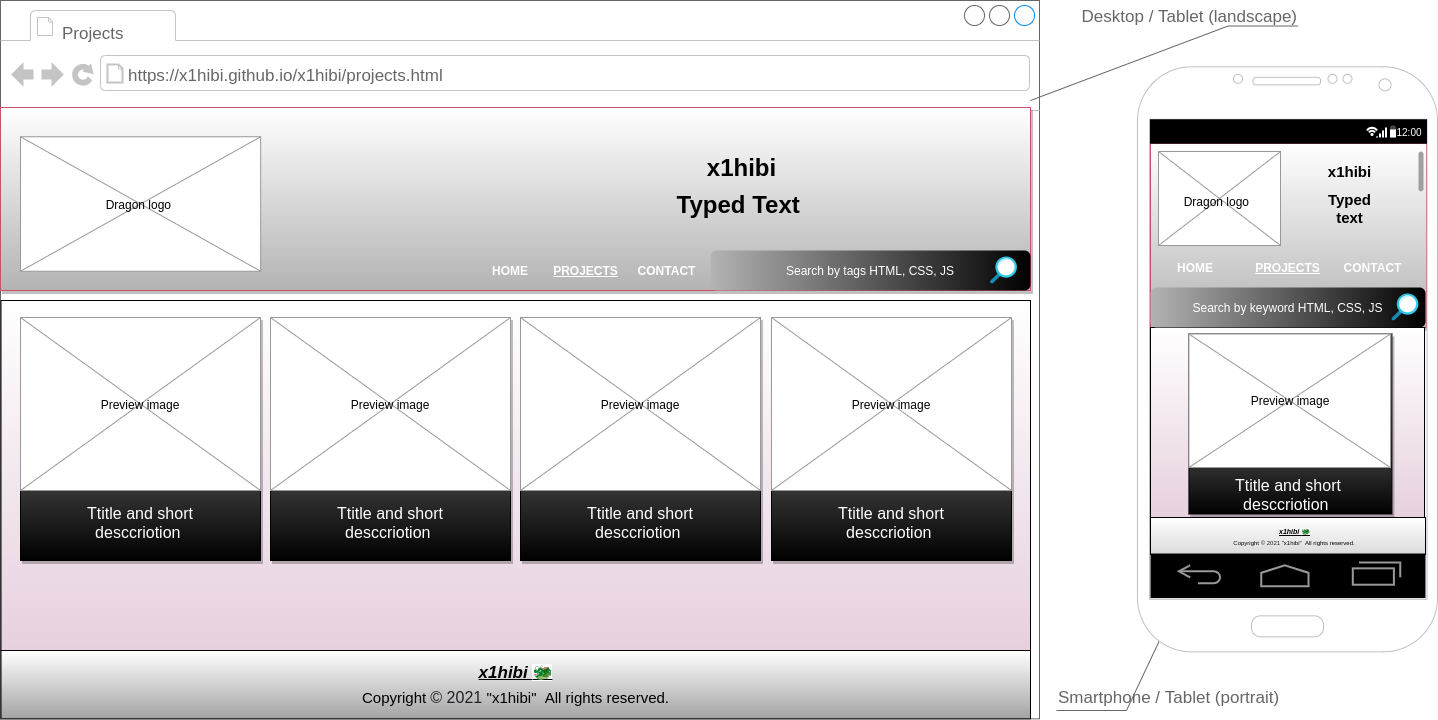 Projects
https://x1hibi.github.io/x1hibi/projects.html
Desktop / Tablet (landscape)
Dragon logo
x1hibi
Typed Text
HOME PROJECTS CONTACT
Search by tags HTML, CSS, JS
Preview image
Ttitle and short
desccriotion
Preview image
Ttitle and short
desccriotion
Preview image
Ttitle and short
desccriotion
Preview image
Ttitle and short
desccriotion
x1hibi
Copyright © 2021 "x1hibi" All rights reserved.
12:00
Dragon logo
x1hibi
Typed
text
HOME PROJECTS CONTACT
Search by keyword HTML, CSS, JS
Preview image
Ttitle and short
desccriotion
x1hibi
Copyright © 2021 "x1hibi" All rights reserved.
Smartphone / Tablet (portrait)